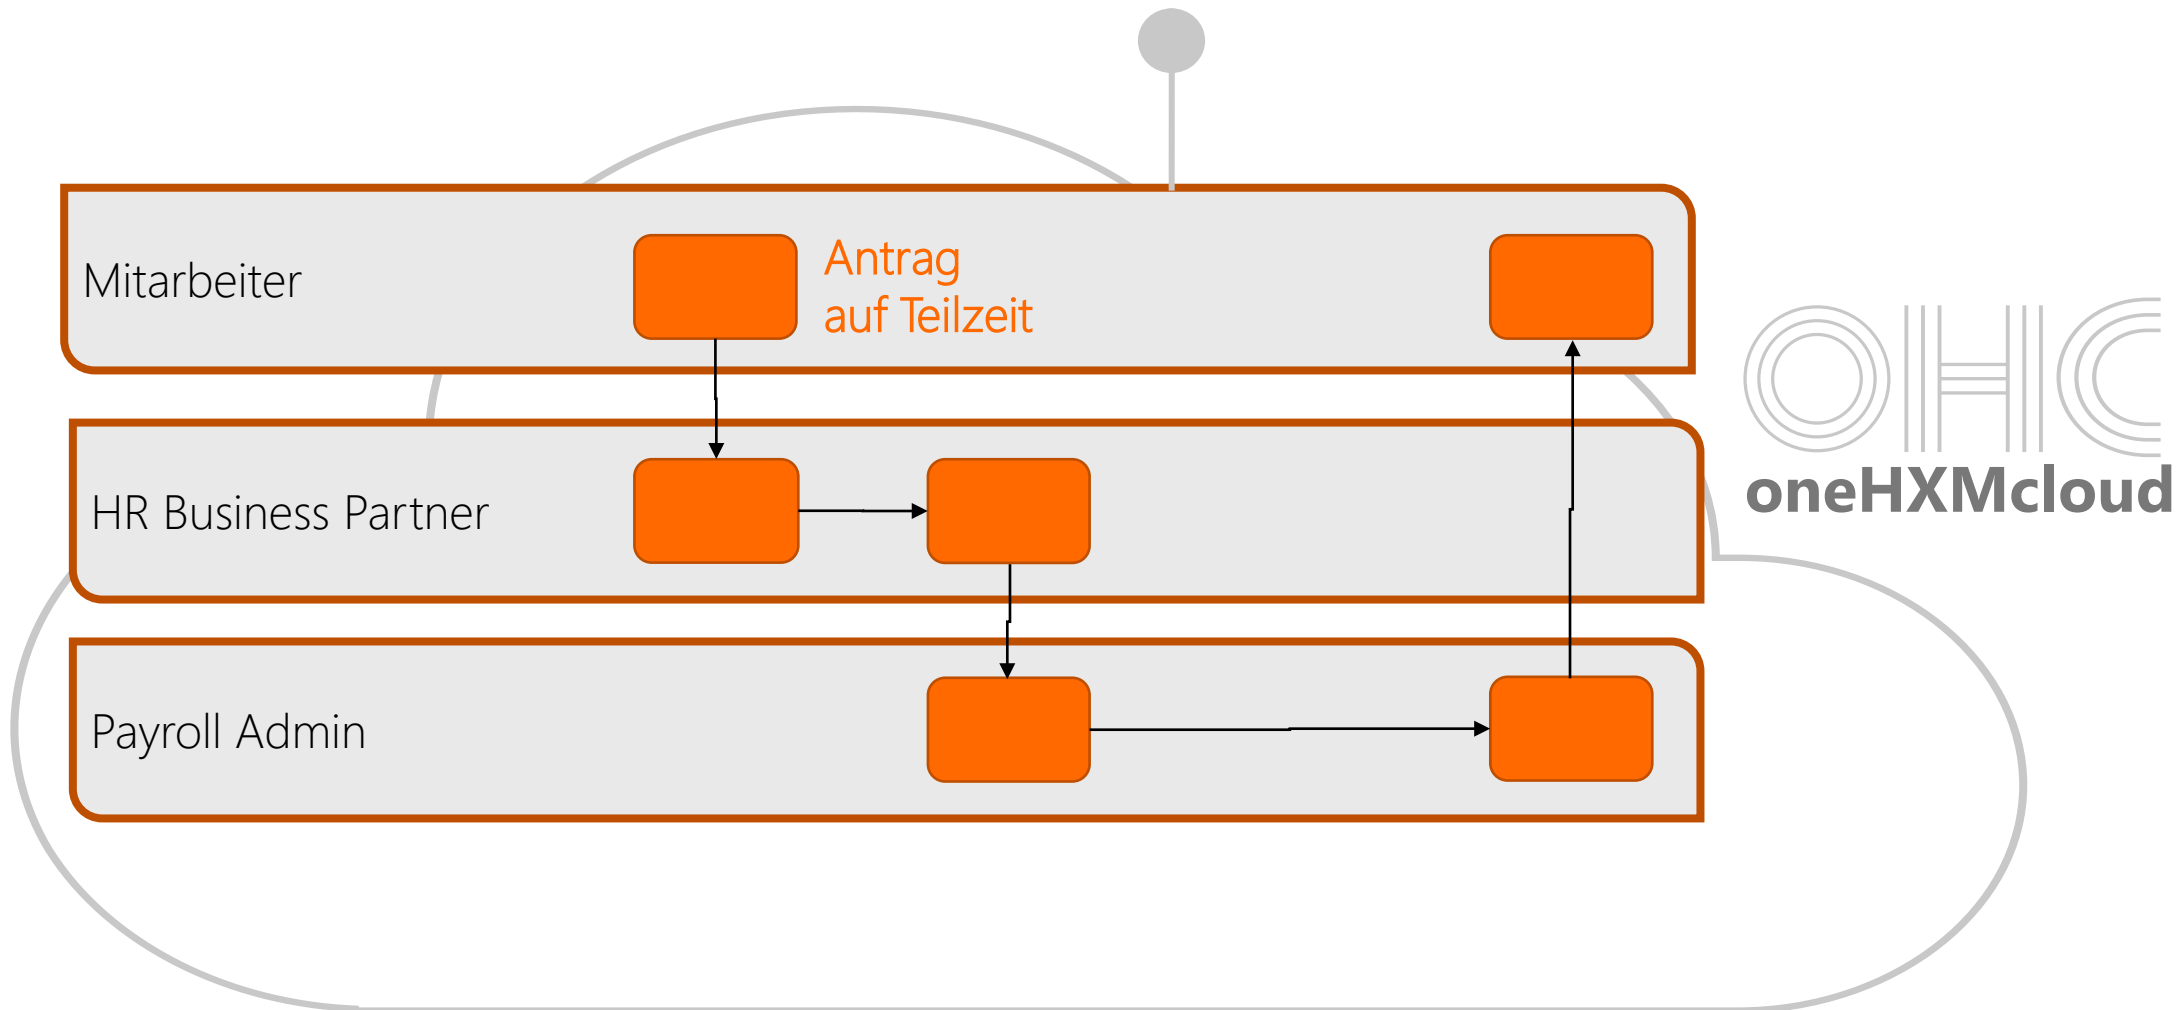 Antrag
auf Teilzeit
Mitarbeiter
OHC
oneHXMcloud
HR Business Partner
Payroll Admin